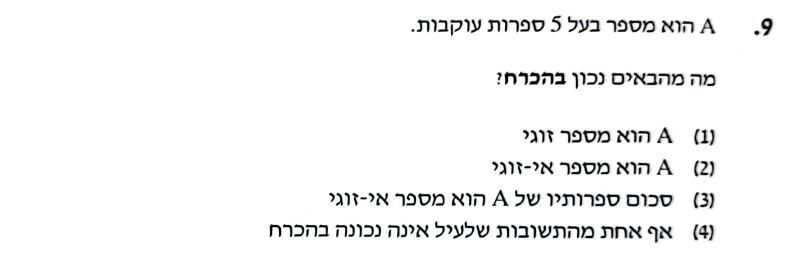 9. A הוא מספר בעל 5 ספרות עוקבות.
מה מהבאים נכון בהכרח?
(1) A הוא מספר זוגי
(2) A הוא מספר אי-זוגי
(3) סכום ספרותיו של A הוא מספר אי-זוגי
(4) אף אחת מהתשובות שלעיל אינה נכונה בהכרח